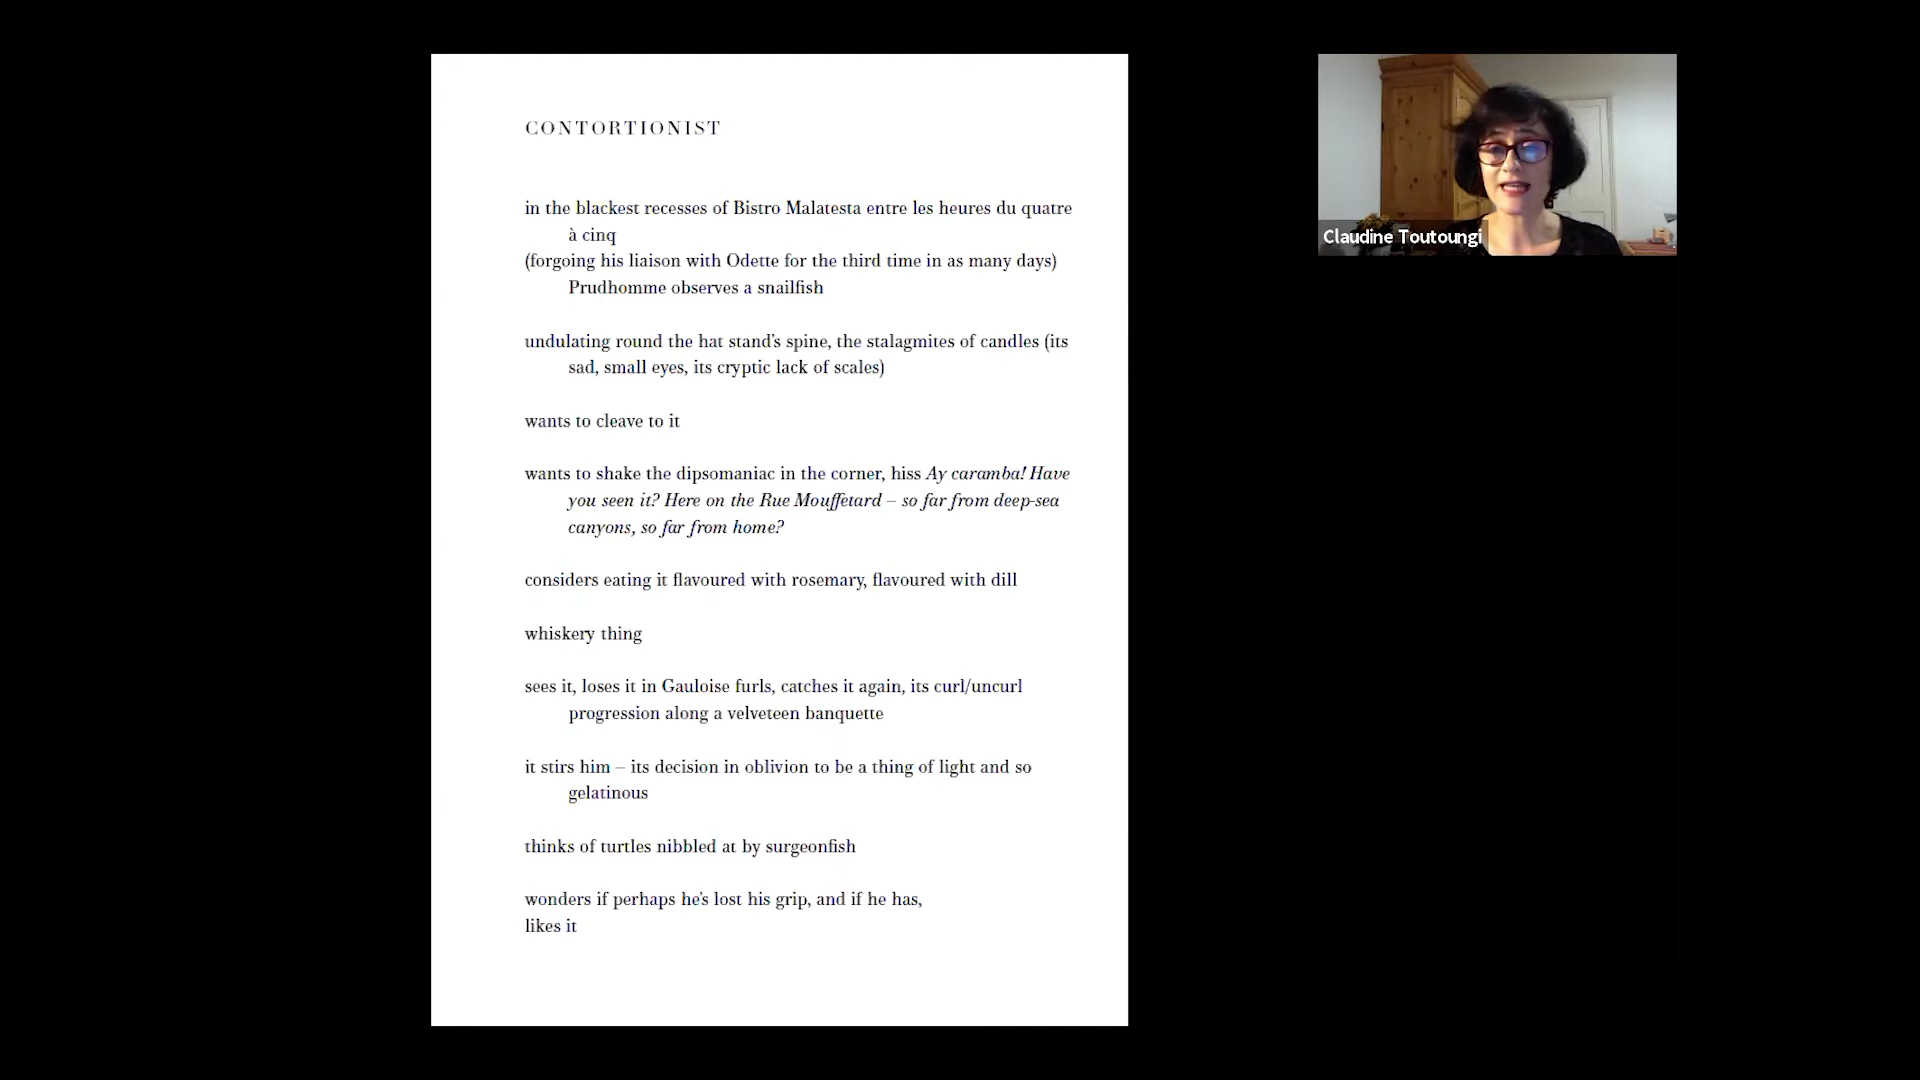 CONTORTIONIST
in the blackest recesses of Bistro Malatesta entre les heures du quatre
à cinq
(forgoing his liaison with Odette for the third time in as many days)
Prudhomme observes a snailfish
undulating round the hat stand's spine, the stalagmites of candles (its
sad, small eyes, its cryptic lack of scales)
wants to cleave to it
wants to shake the dipsomaniac in the corner, hiss Ay caramba! Have
you seen it? Here on the Rue Mouffetard – so far from deep-sea
canyons, so far from home?
considers eating it flavoured with rosemary, flavoured with dill
whiskery thing
sees it, loses it in Gauloise furls, catches it again, its curl/uncurl
progression along a velveteen banquette
it stirs him – its decision in oblivion to be a thing of light and so
gelatinous
thinks of turtles nibbled at by surgeonfish
wonders if perhaps he's lost his grip, and if he has,
likes it
Claudine Toutoungi